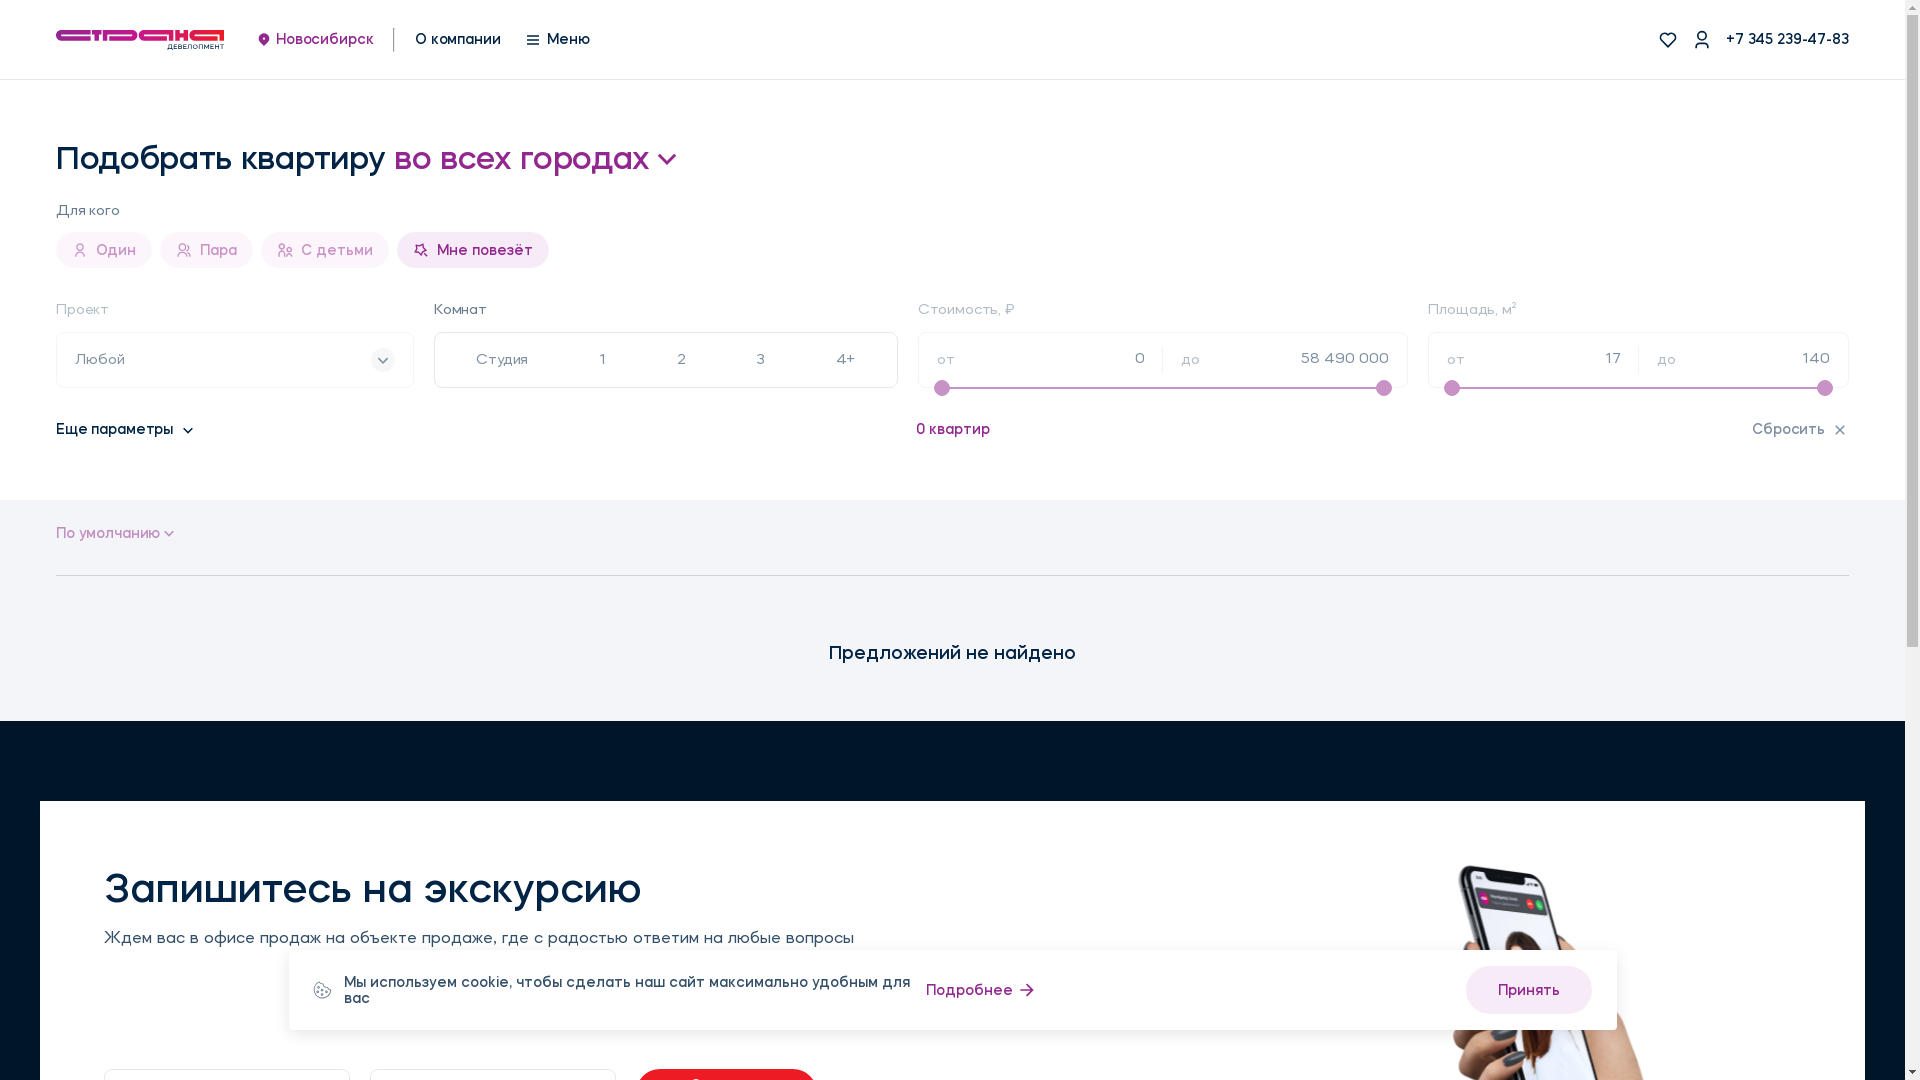 страна
ДЕВЕЛОПМЕНТ
Новосибирск
О компании
Меню
+7 345 239-47-83
Подобрать квартиру во всех городах
Для кого
Один
Пара
С детьми
Мне повезёт
Проект
Комнат
Стоимость, ₽
Площадь, м²
Любой
Студия 1 2 3 4+
от 0 до 58 490 000
от 17 до 140
Еще параметры
0 квартир
Сбросить
По умолчанию
Предложений не найдено
Запишитесь на экскурсию
Ждем вас в офисе продаж на объекте продаже, где с радостью ответим на любые вопросы
Мы используем cookie, чтобы сделать наш сайт максимально удобным для
вас
Подробнее
Принять